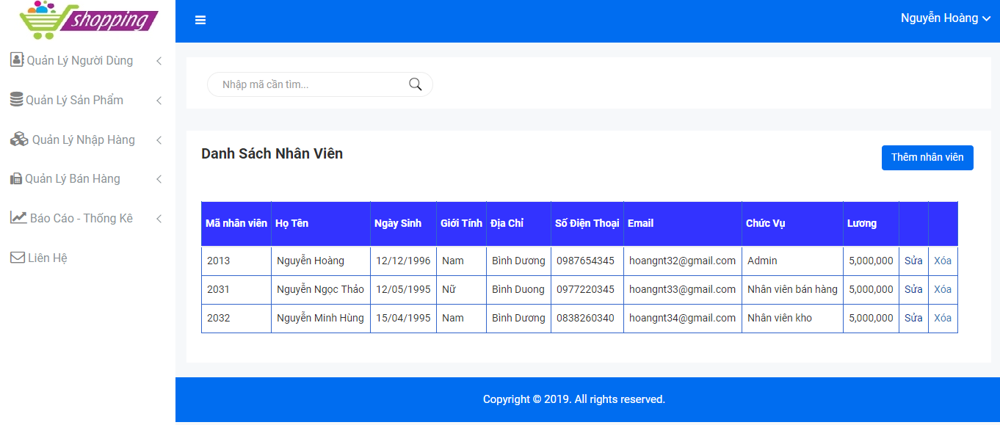 shopping
Nguyễn Hoàng
Quản Lý Người Dùng
Quản Lý Sản Phẩm
Quản Lý Nhập Hàng
Quản Lý Bán Hàng
Báo Cáo - Thống Kê
Liên Hệ
Nhập mã cần tìm...
Danh Sách Nhân Viên
Thêm nhân viên
Mã nhân viên Họ Tên Ngày Sinh Giới Tính Địa Chỉ Số Điện Thoại Email Chức Vụ Lương
2013 Nguyễn Hoàng 12/12/1996 Nam Bình Dương 0987654345 hoangnt32@gmail.com Admin 5,000,000 Sửa Xóa
2031 Nguyễn Ngọc Thảo 12/05/1995 Nữ Bình Duong 0977220345 hoangnt33@gmail.com Nhân viên bán hàng 5,000,000 Sửa Xóa
2032 Nguyễn Minh Hùng 15/04/1995 Nam Bình Dương 0838260340 hoangnt34@gmail.com Nhân viên kho 5,000,000 Sửa Xóa
Copyright © 2019. All rights reserved.